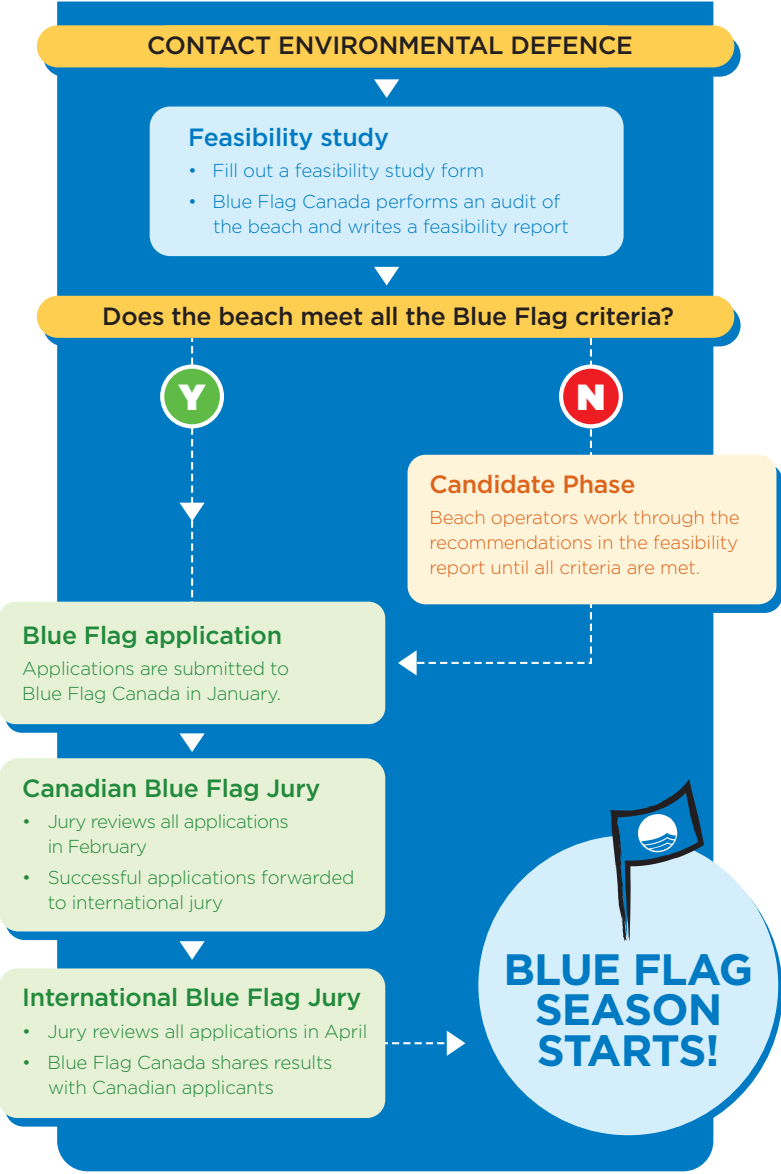 CONTACT ENVIRONMENTAL DEFENCE
Feasibility study
• Fill out a feasibility study form
• Blue Flag Canada performs an audit of
the beach and writes a feasibility report
Does the beach meet all the Blue Flag criteria?
Y
N
Candidate Phase
Beach operators work through the
recommendations in the feasibility
report until all criteria are met.
Blue Flag application
Applications are submitted to
Blue Flag Canada in January.
Canadian Blue Flag Jury
• Jury reviews all applications
in February
• Successful applications forwarded
to international jury
International Blue Flag Jury
• Jury reviews all applications in April
• Blue Flag Canada shares results
with Canadian applicants
BLUE FLAG
SEASON
STARTS!